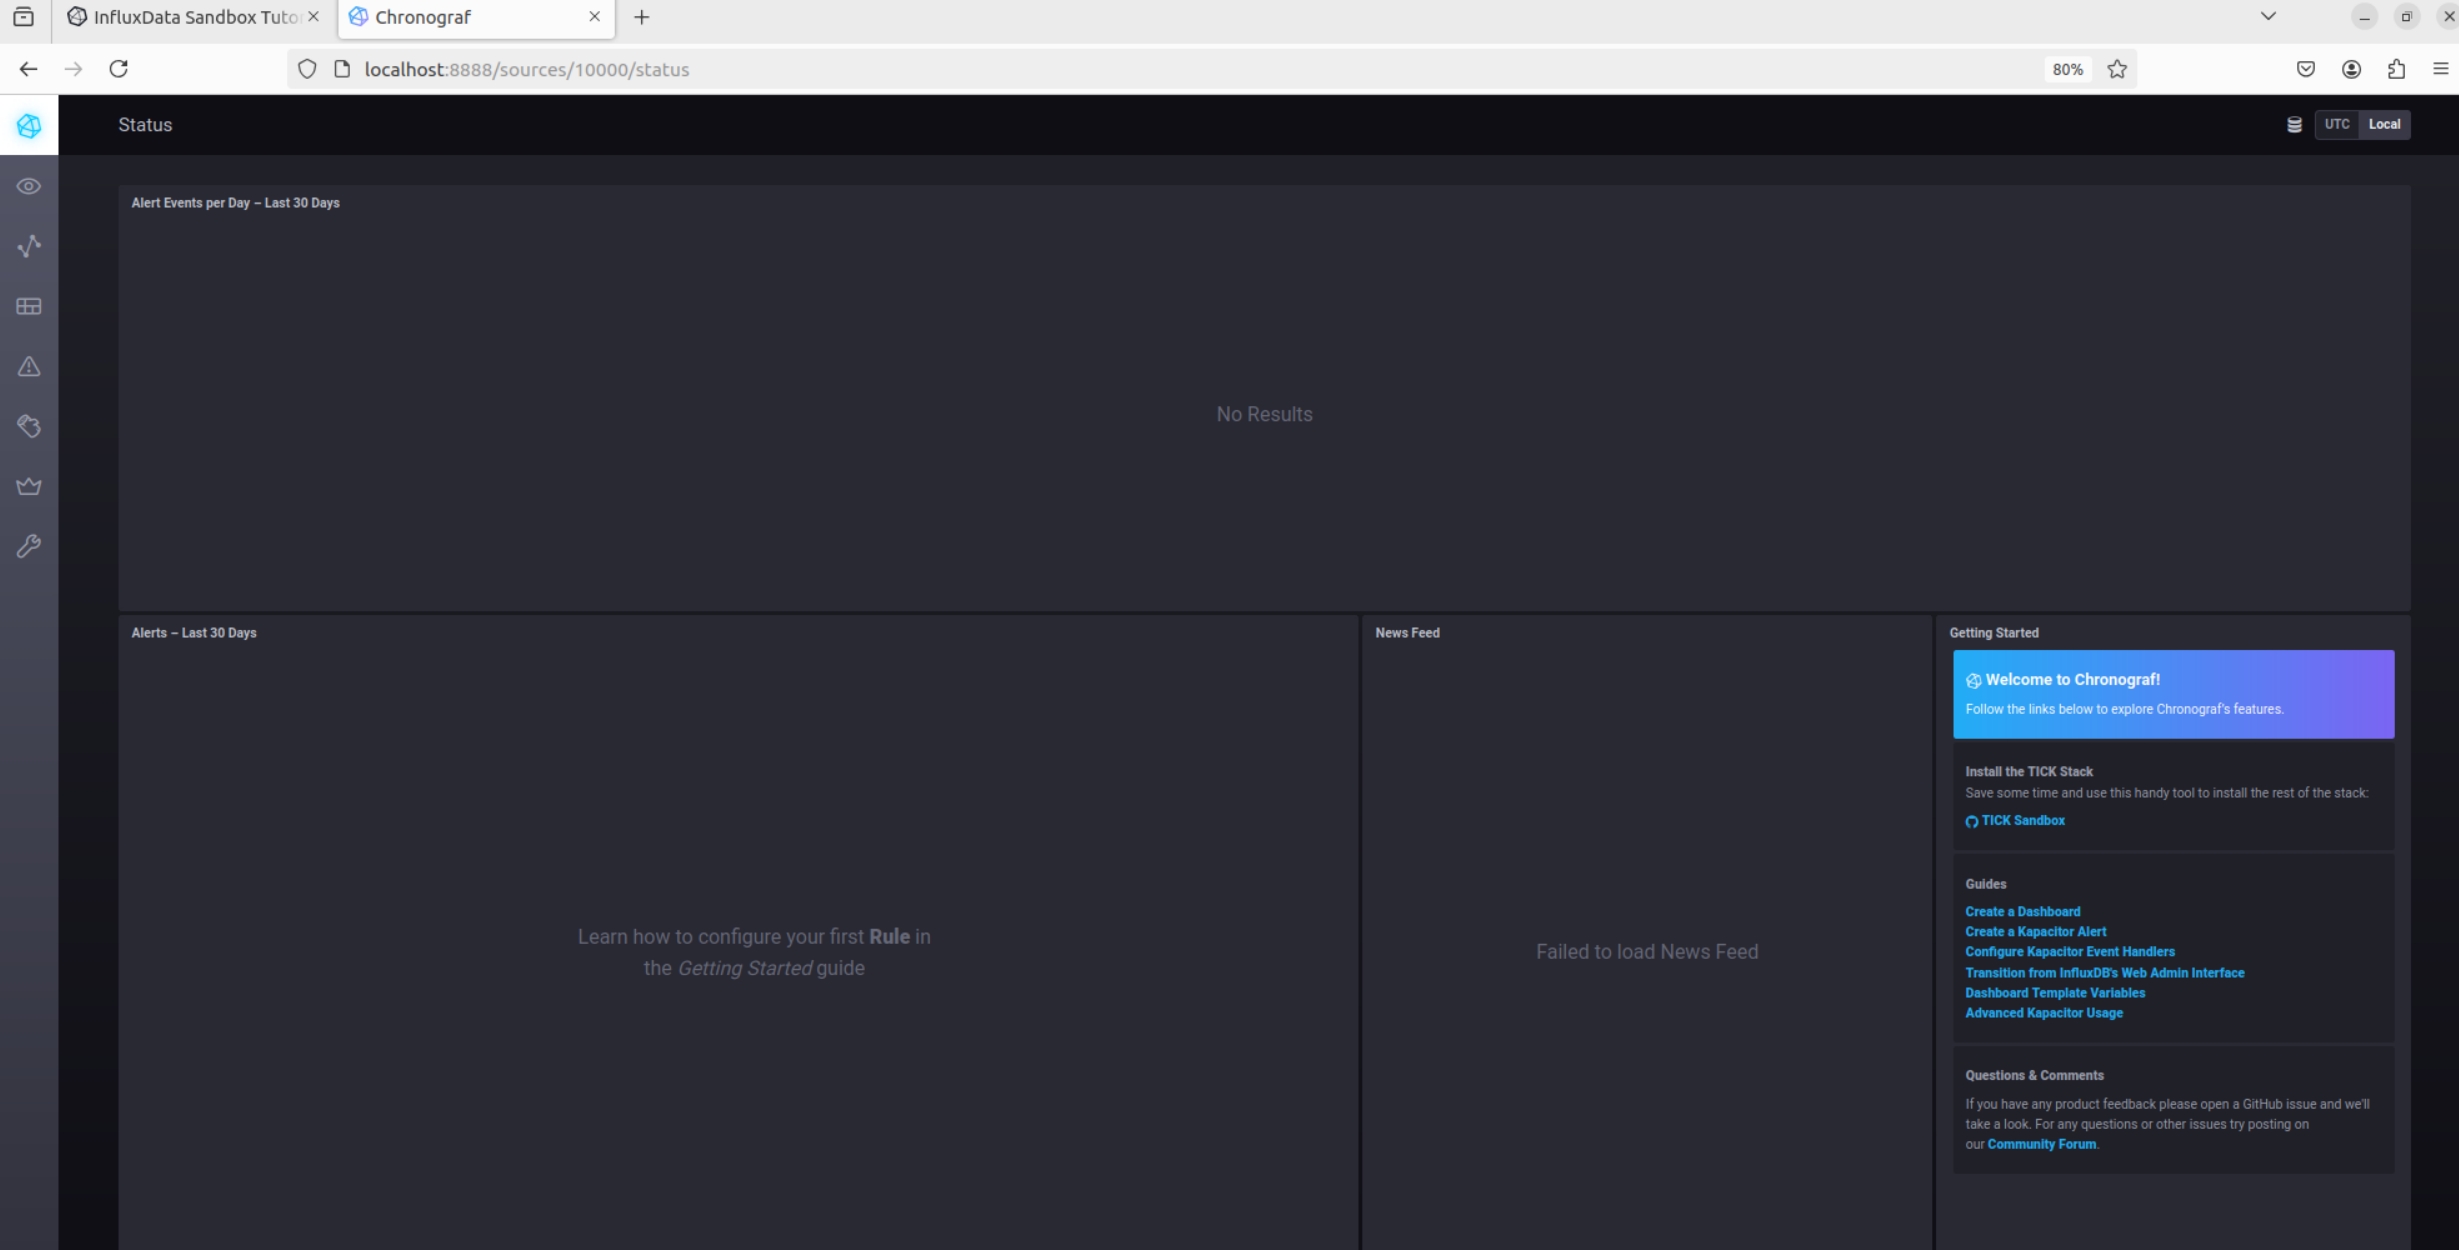 InfluxData Sandbox Tuto
Chronograf
localhost:8888/sources/10000/status
80%
Status
UTC
Local
Alert Events per Day – Last 30 Days
No Results
Alerts – Last 30 Days
Learn how to configure your first Rule in
the Getting Started guide
News Feed
Failed to load News Feed
Getting Started
Welcome to Chronograf!
Follow the links below to explore Chronograf's features.
Install the TICK Stack
Save some time and use this handy tool to install the rest of the stack:
TICK Sandbox
Guides
Create a Dashboard
Create a Kapacitor Alert
Configure Kapacitor Event Handlers
Transition from InfluxDB's Web Admin Interface
Dashboard Template Variables
Advanced Kapacitor Usage
Questions & Comments
If you have any product feedback please open a GitHub issue and we'll
take a look. For any questions or other issues try posting on
our Community Forum.